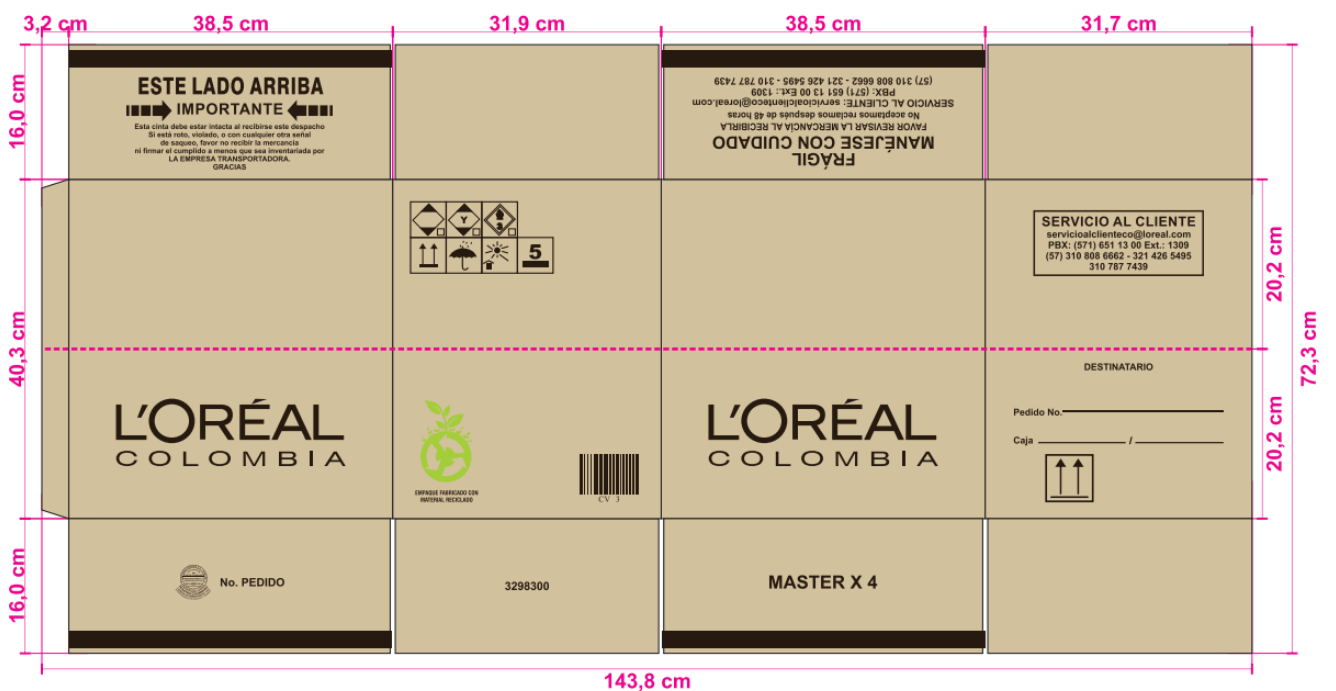 3,2 cm
38,5 cm
31,9 cm
38,5 cm
31,7 cm
16,0 cm
40,3 cm
16,0 cm
20,2 cm
20,2 cm
72,3 cm
143,8 cm
ESTE LADO ARRIBA
IMPORTANTE
Esta cinta debe estar intacta al recibirse este despacho
Si está roto, violado, o con cualquier otra señal
de saqueo, favor no recibir la mercancia
ni firmar el cumplido a menos que sea inventariada por
LA EMPRESA TRANSPORTADORA.
GRACIAS
FRÁGIL
MANÉJESE CON CUIDADO
FAVOR REVISAR LA MERCANCÍA AL RECIBIRLA
No aceptamos reclamos después de 48 horas
SERVICIO AL CLIENTE: servicioalclienteco@loreal.com
PBX: (571) 651 13 00 Ext.: 1309
(57) 310 808 6662 - 321 426 5495 - 310 787 7439
Y
3
5
SERVICIO AL CLIENTE
servicioalclienteco@loreal.com
PBX: (571) 651 13 00 Ext.: 1309
(57) 310 808 6662 - 321 426 5495
310 787 7439
L'ORÉAL
COLOMBIA
EMPAQUE FABRICADO CON
MATERIAL RECICLADO
CV 3
L'ORÉAL
COLOMBIA
DESTINATARIO
Pedido No.
Caja /
No. PEDIDO
3298300
MASTER X 4